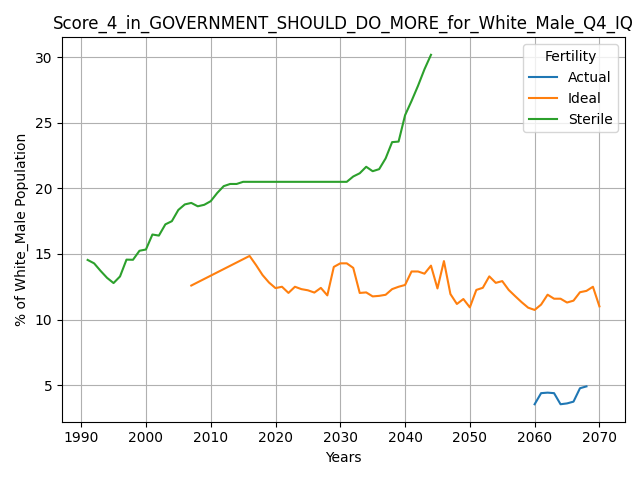 Score_4_in_GOVERNMENT_SHOULD_DO_MORE_for_White_Male_Q4_IQ
% of White_Male Population
30
25
20
15
10
5
Fertility
Actual
Ideal
Sterile
1990 2000 2010 2020 2030 2040 2050 2060 2070
Years